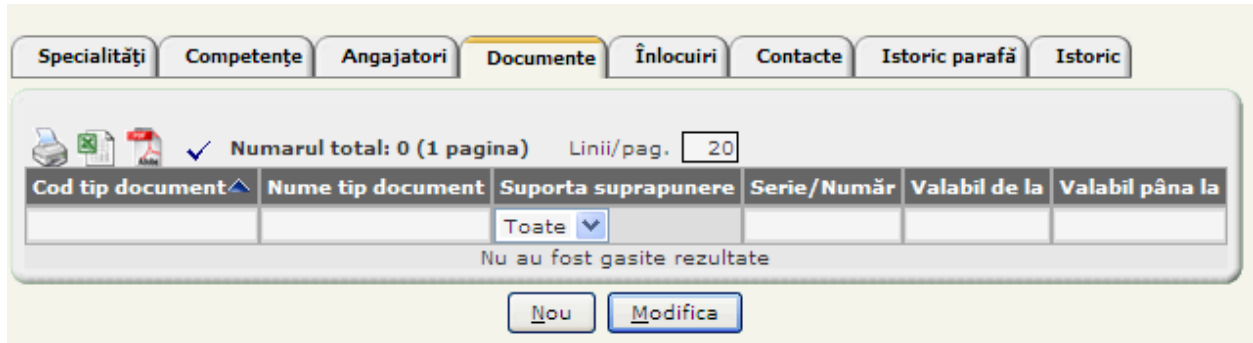 Specialități Competențe Angajatori Documente Înlocuiri Contacte Istoric parafă Istoric
Numarul total: 0 (1 pagina) Linii/pag. 20
Cod tip document Nume tip document Suporta suprapunere Serie/Număr Valabil de la Valabil pâna la
Toate
Nu au fost gasite rezultate
Nou Modifica